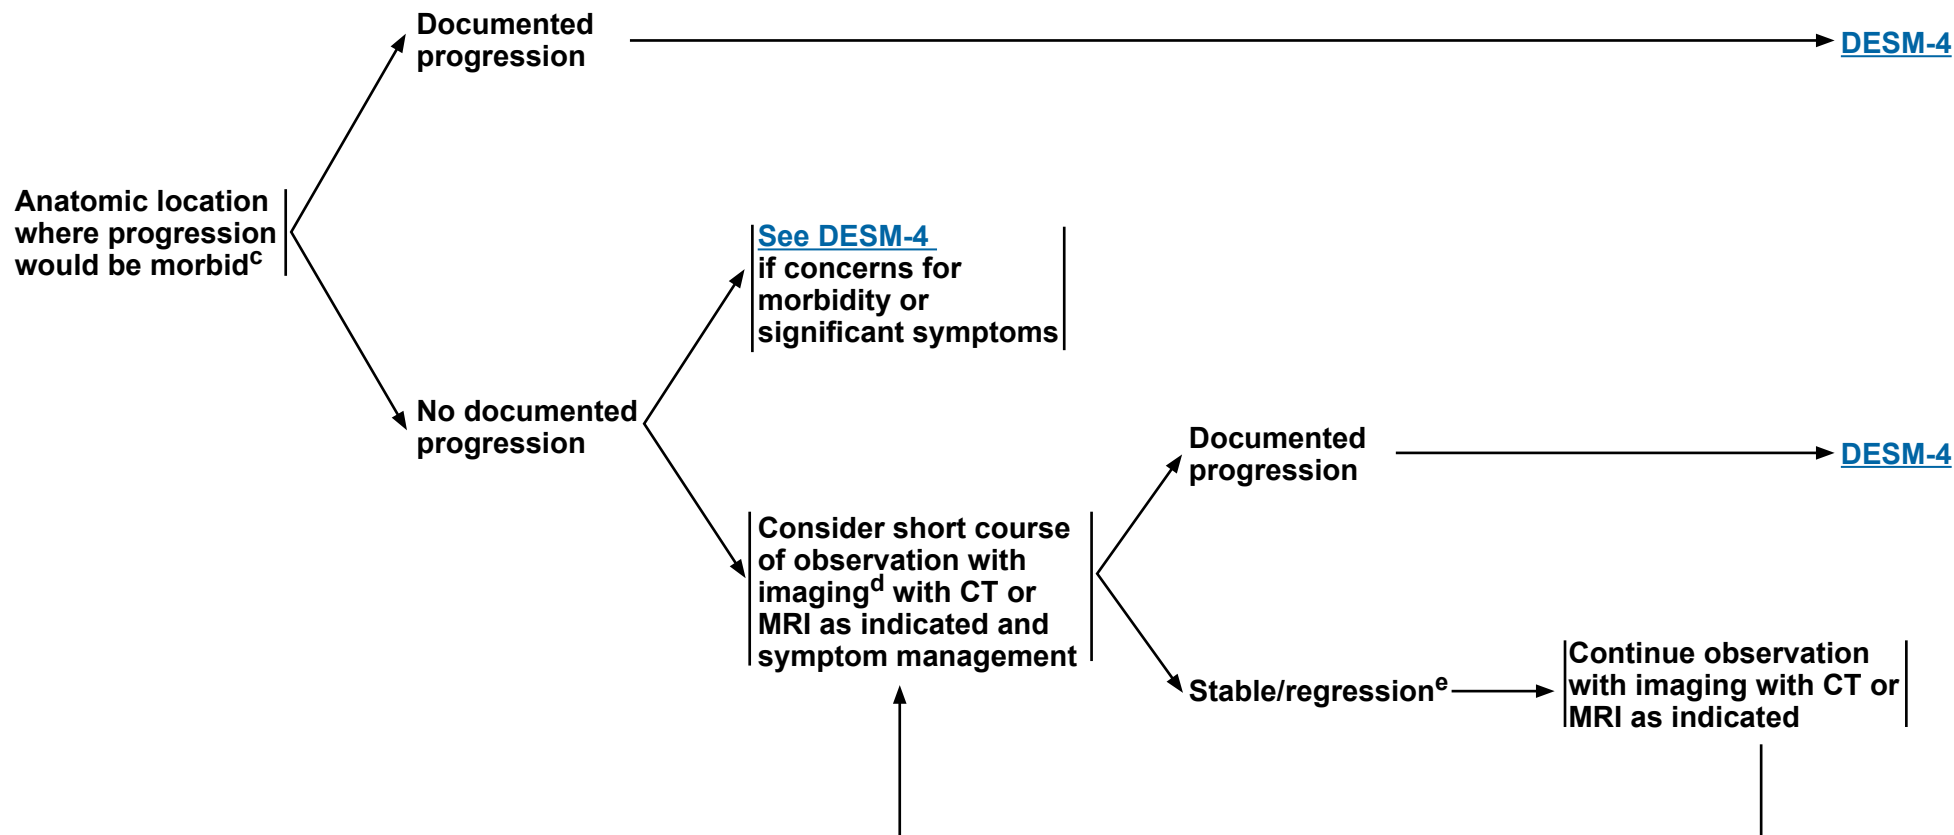 Documented
progression
DESM-4
Anatomic location
where progression
would be morbidc
See DESM-4
if concerns for
morbidity or
significant symptoms
No documented
progression
Documented
progression
DESM-4
Consider short course
of observation with
imagingd with CT or
MRI as indicated and
symptom management
Stable/regressione
Continue observation
with imaging with CT or
MRI as indicated